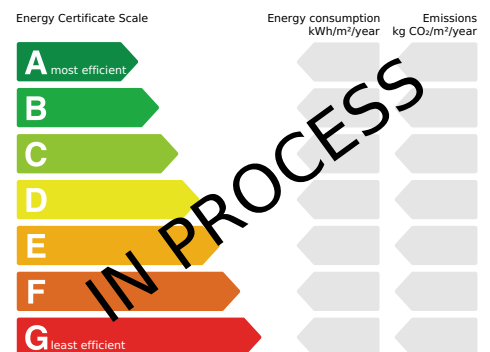 Energy Certificate Scale
Energy consumption
kWh/m²/year
Emissions
kg CO₂/m²/year
A most efficient
B
C
D
E
F
G least efficient
IN PROCESS